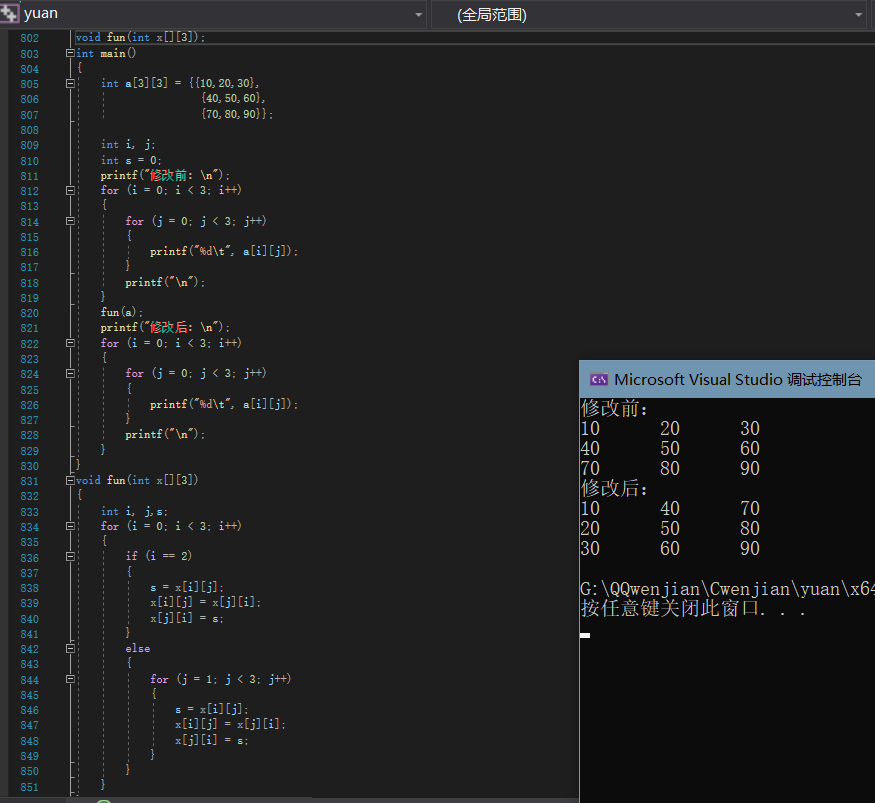 yuan (全局范围)
802 void fun(int x[][3]);
803 int main()
804 {
805 int a[3][3] = {{10,20,30},
806 {40,50,60},
807 {70,80,90}};
808
809 int i, j;
810 int s = 0;
811 printf("修改前：\n");
812 for (i = 0; i < 3; i++)
813 {
814 for (j = 0; j < 3; j++)
815 {
816 printf("%d\t", a[i][j]);
817 }
818 printf("\n");
819 }
820 fun(a);
821 printf("修改后：\n");
822 for (i = 0; i < 3; i++)
823 {
824 for (j = 0; j < 3; j++)
825 {
826 printf("%d\t", a[i][j]);
827 }
828 printf("\n");
829 }
830 }
831 void fun(int x[][3])
832 {
833 int i, j,s;
834 for (i = 0; i < 3; i++)
835 {
836 if (i == 2)
837 {
838 s = x[i][j];
839 x[i][j] = x[j][i];
840 x[j][i] = s;
841 }
842 else
843 {
844 for (j = 1; j < 3; j++)
845 {
846 s = x[i][j];
847 x[i][j] = x[j][i];
848 x[j][i] = s;
849 }
850 }
851 }
C:\ Microsoft Visual Studio 调试控制台
修改前：
10 20 30
40 50 60
70 80 90
修改后：
10 40 70
20 50 80
30 60 90
G:\QQwenjian\Cwenjian\yuan\x64
按任意键关闭此窗口. . .